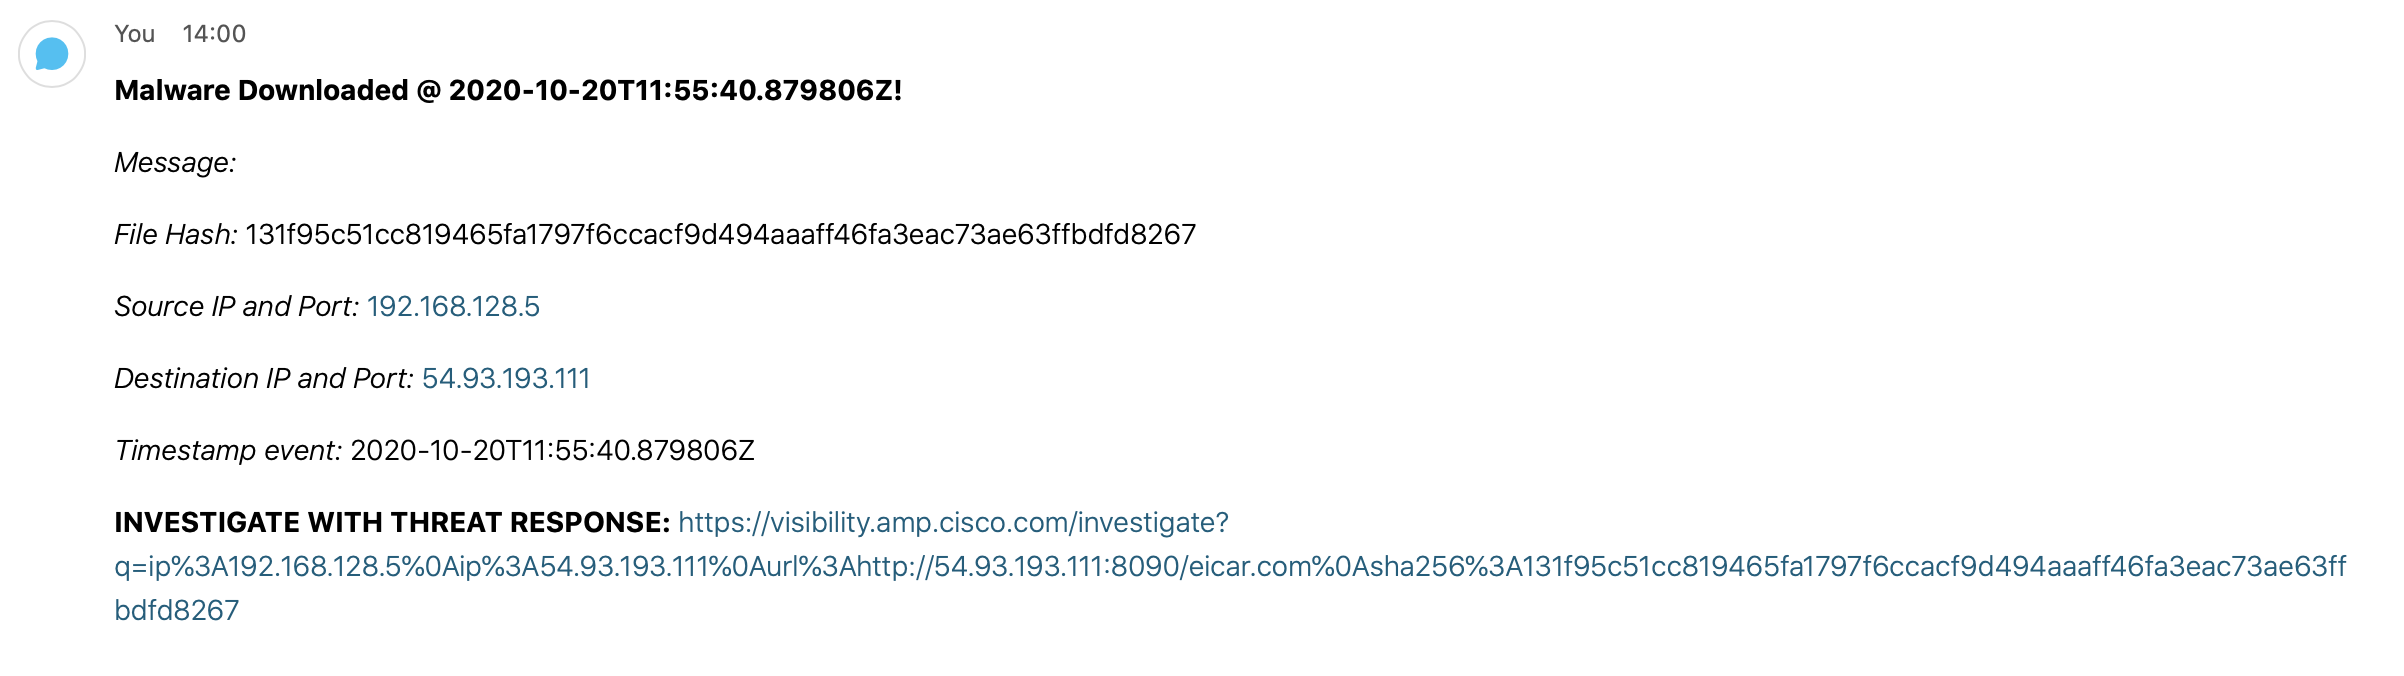 You 14:00
Malware Downloaded @ 2020-10-20T11:55:40.879806Z!
Message:
File Hash: 131f95c51cc819465fa1797f6ccacf9d494aaaff46fa3eac73ae63ffbdfd8267
Source IP and Port: 192.168.128.5
Destination IP and Port: 54.93.193.111
Timestamp event: 2020-10-20T11:55:40.879806Z
INVESTIGATE WITH THREAT RESPONSE: https://visibility.amp.cisco.com/investigate?
q=ip%3A192.168.128.5%0Aip%3A54.93.193.111%0Aurl%3Ahttp://54.93.193.111:8090/eicar.com%0Asha256%3A131f95c51cc819465fa1797f6ccacf9d494aaaff46fa3eac73ae63ff
bdfd8267